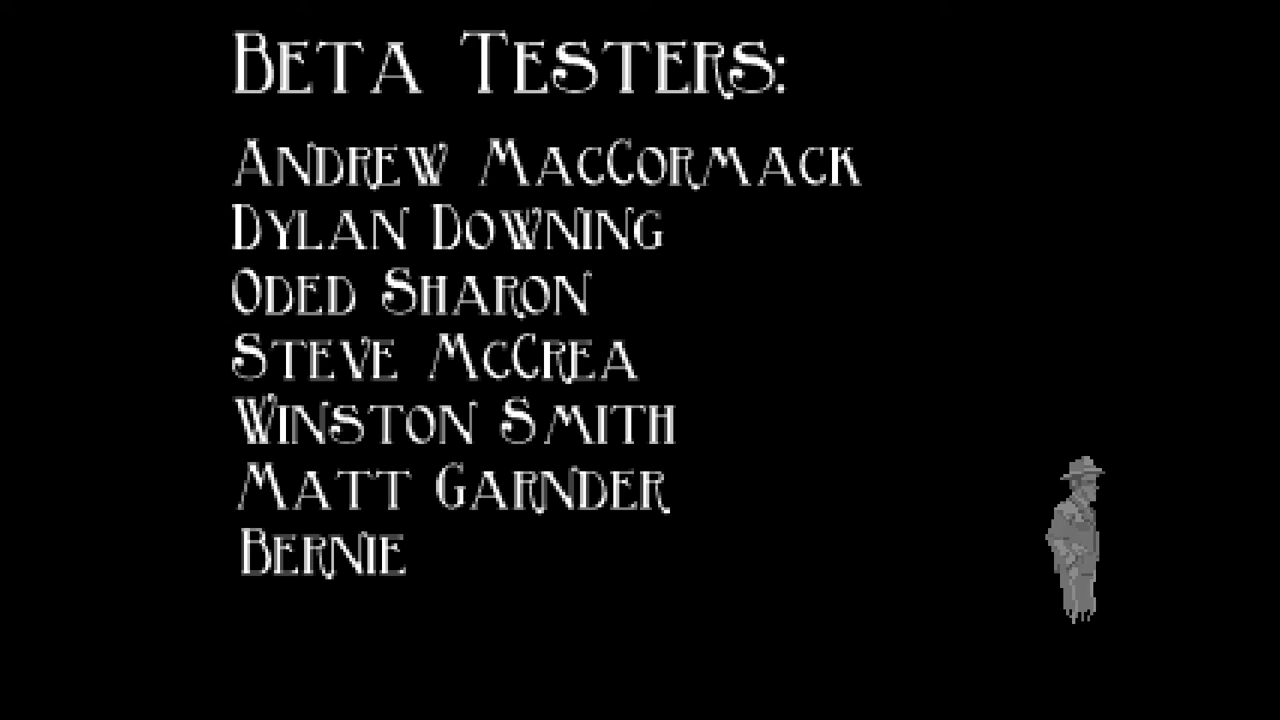 Beta Testers:
Andrew MacCormack
Dylan Downing
Oded Sharon
Steve McCrea
Winston Smith
Matt Garnder
Bernie